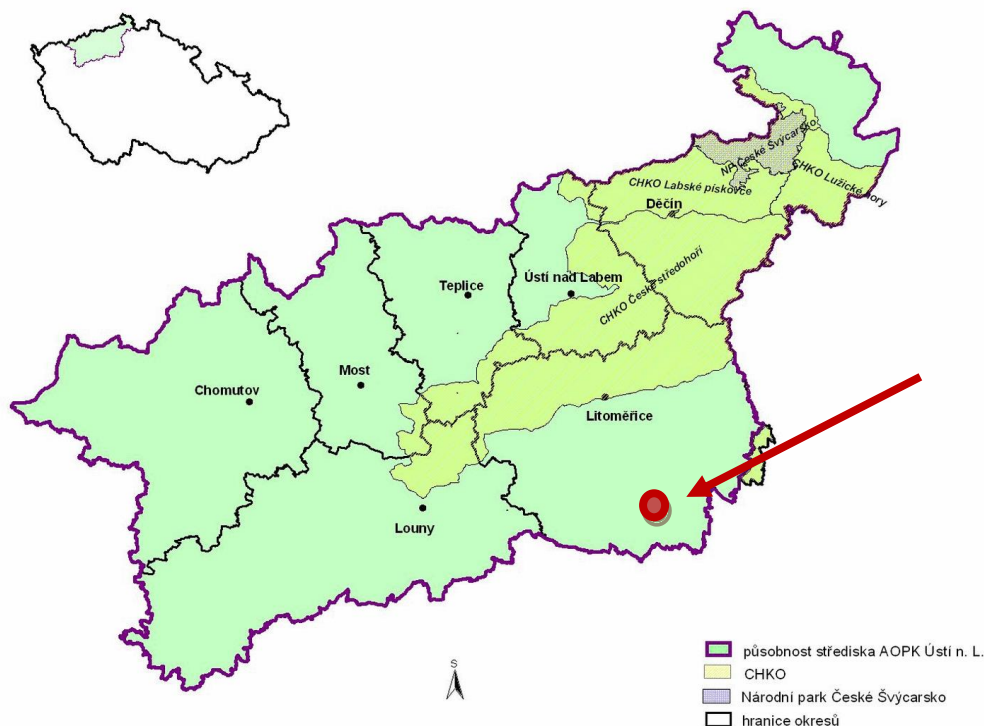 NP České Švýcarsko
CHKO Lužické hory
CHKO Labské pískovce
Děčín
Ústí nad Labem
CHKO České středohoří
Teplice
Most
Chomutov
Litoměřice
Louny
S
působnost střediska AOPK Ústí n. L.
CHKO
Národní park České Švýcarsko
hranice okresů